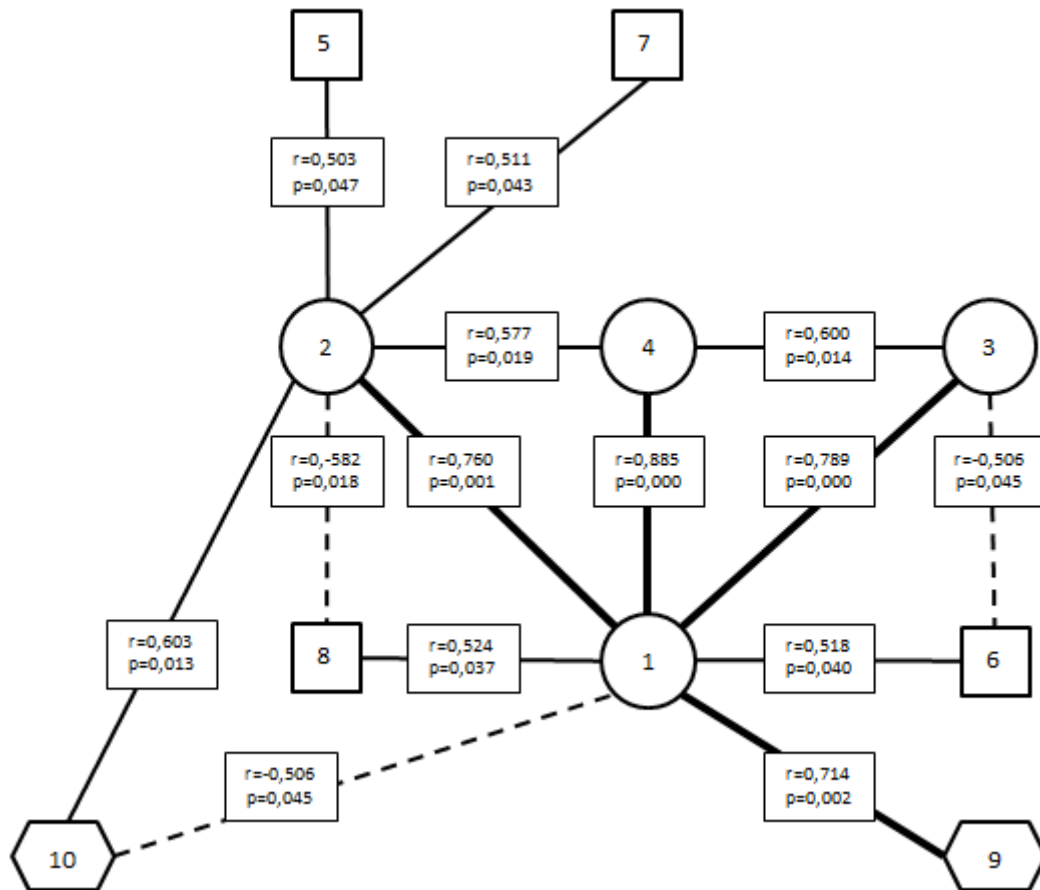 5
7
r=0,503
p=0,047
r=0,511
p=0,043
2
r=0,577
p=0,019
4
r=0,600
p=0,014
3
r=0,-582
p=0,018
r=0,760
p=0,001
r=0,885
p=0,000
r=0,789
p=0,000
r=-0,506
p=0,045
r=0,603
p=0,013
8
r=0,524
p=0,037
1
r=0,518
p=0,040
6
r=-0,506
p=0,045
r=0,714
p=0,002
10
9